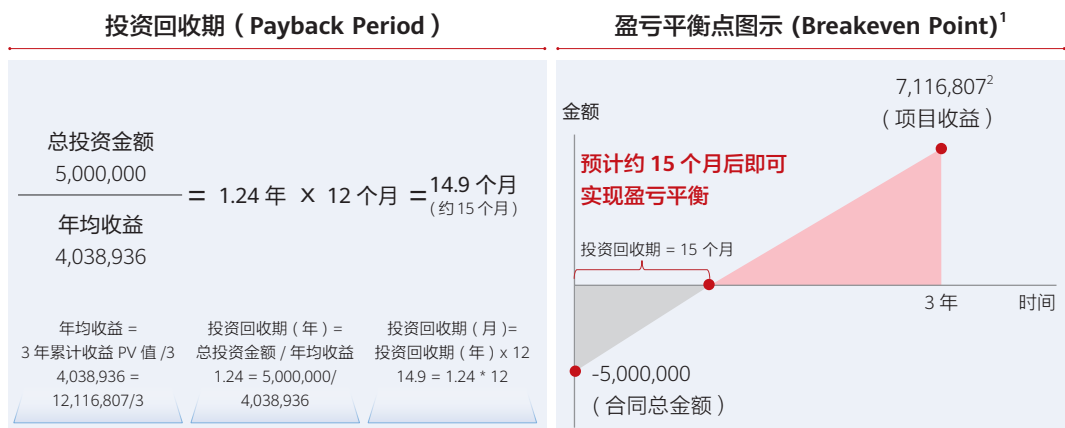 投资回收期（Payback Period）
总投资金额
5,000,000
年均收益
4,038,936
= 1.24 年 X 12 个月 = 14.9 个月
(约 15 个月)
年均收益 =
3 年累计收益 PV 值 /3
4,038,936 =
12,116,807/3
投资回收期 ( 年 ) =
总投资金额 / 年均收益
1.24 = 5,000,000/
4,038,936
投资回收期 ( 月 )=
投资回收期 ( 年 ) x 12
14.9 = 1.24 * 12
盈亏平衡点图示 (Breakeven Point)1
金额
7,116,8072
( 项目收益 )
预计约 15 个月后即可
实现盈亏平衡
投资回收期 = 15 个月
3 年
时间
-5,000,000
( 合同总金额 )